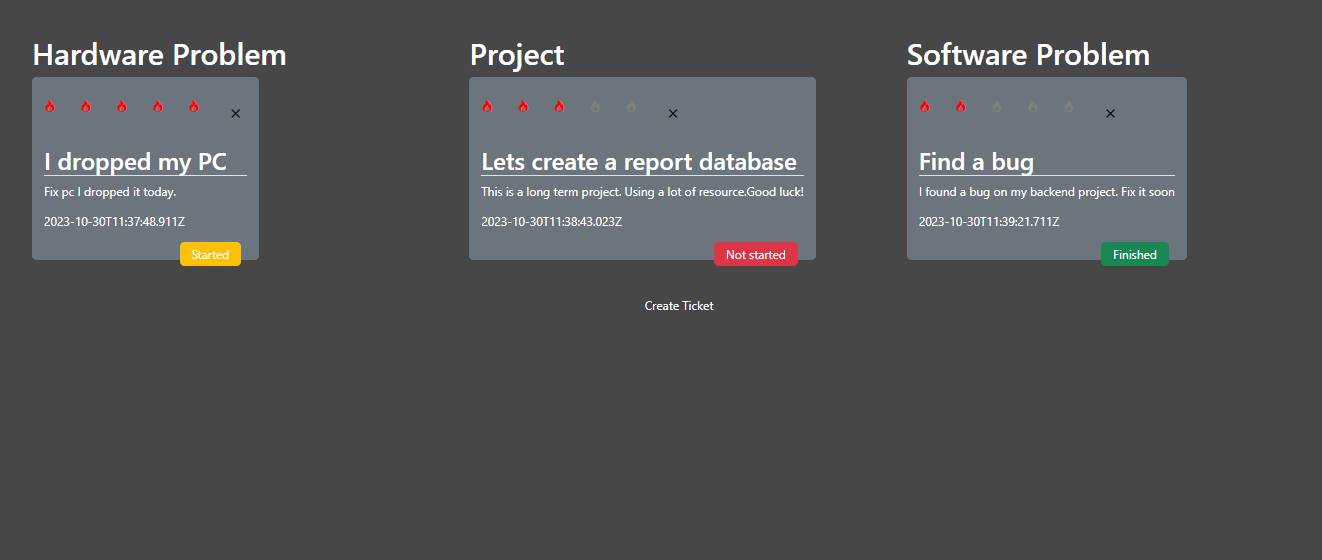 Hardware Problem
I dropped my PC
Fix pc I dropped it today.
2023-10-30T11:37:48.911Z
Started
Project
Lets create a report database
This is a long term project. Using a lot of resource.Good luck!
2023-10-30T11:38:43.023Z
Not started
Software Problem
Find a bug
I found a bug on my backend project. Fix it soon
2023-10-30T11:39:21.711Z
Finished
Create Ticket